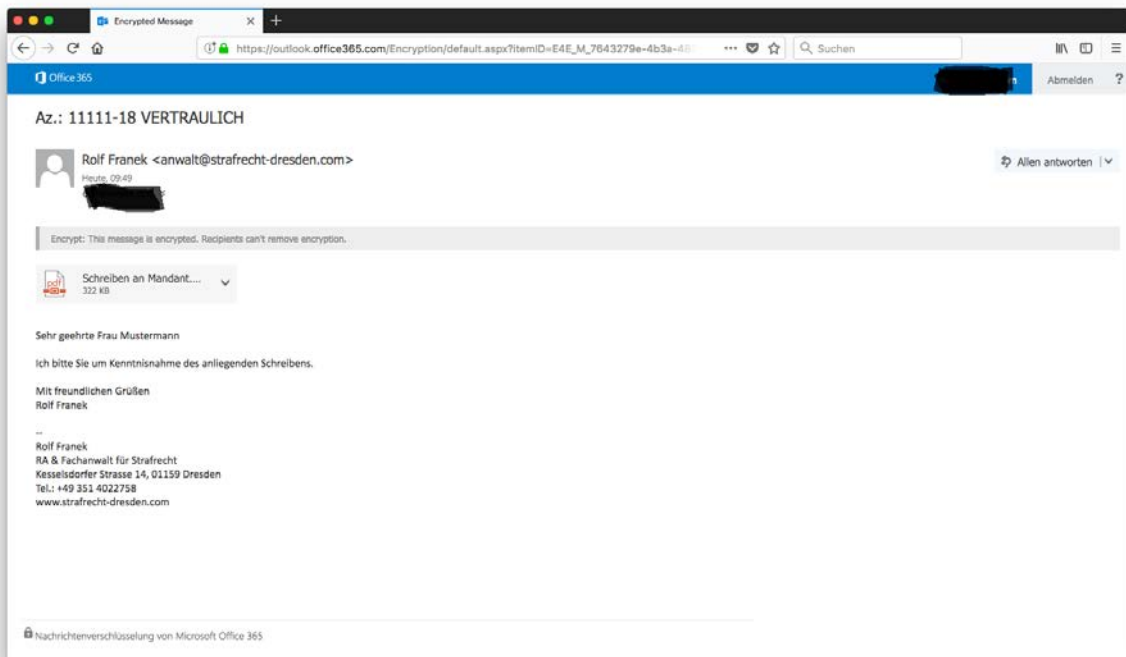 Encrypted Message
https://outlook.office365.com/Encryption/default.aspx?itemID=E4E_M_7643279e-4b3a-48
Suchen
Office 365
Abmelden ?
Az.: 11111-18 VERTRAULICH
Rolf Franek <anwalt@strafrecht-dresden.com>
Allen antworten
Heute, 09:49
Encrypt: This message is encrypted. Recipients can't remove encryption.
pdf
Schreiben an Mandant....
322 KB
Sehr geehrte Frau Mustermann
Ich bitte Sie um Kenntnisnahme des anliegenden Schreibens.
Mit freundlichen Grüßen
Rolf Franek
--
Rolf Franek
RA & Fachanwalt für Strafrecht
Kesselsdorfer Strasse 14, 01159 Dresden
Tel.: +49 351 4022758
www.strafrecht-dresden.com
Nachrichtenverschlüsselung von Microsoft Office 365